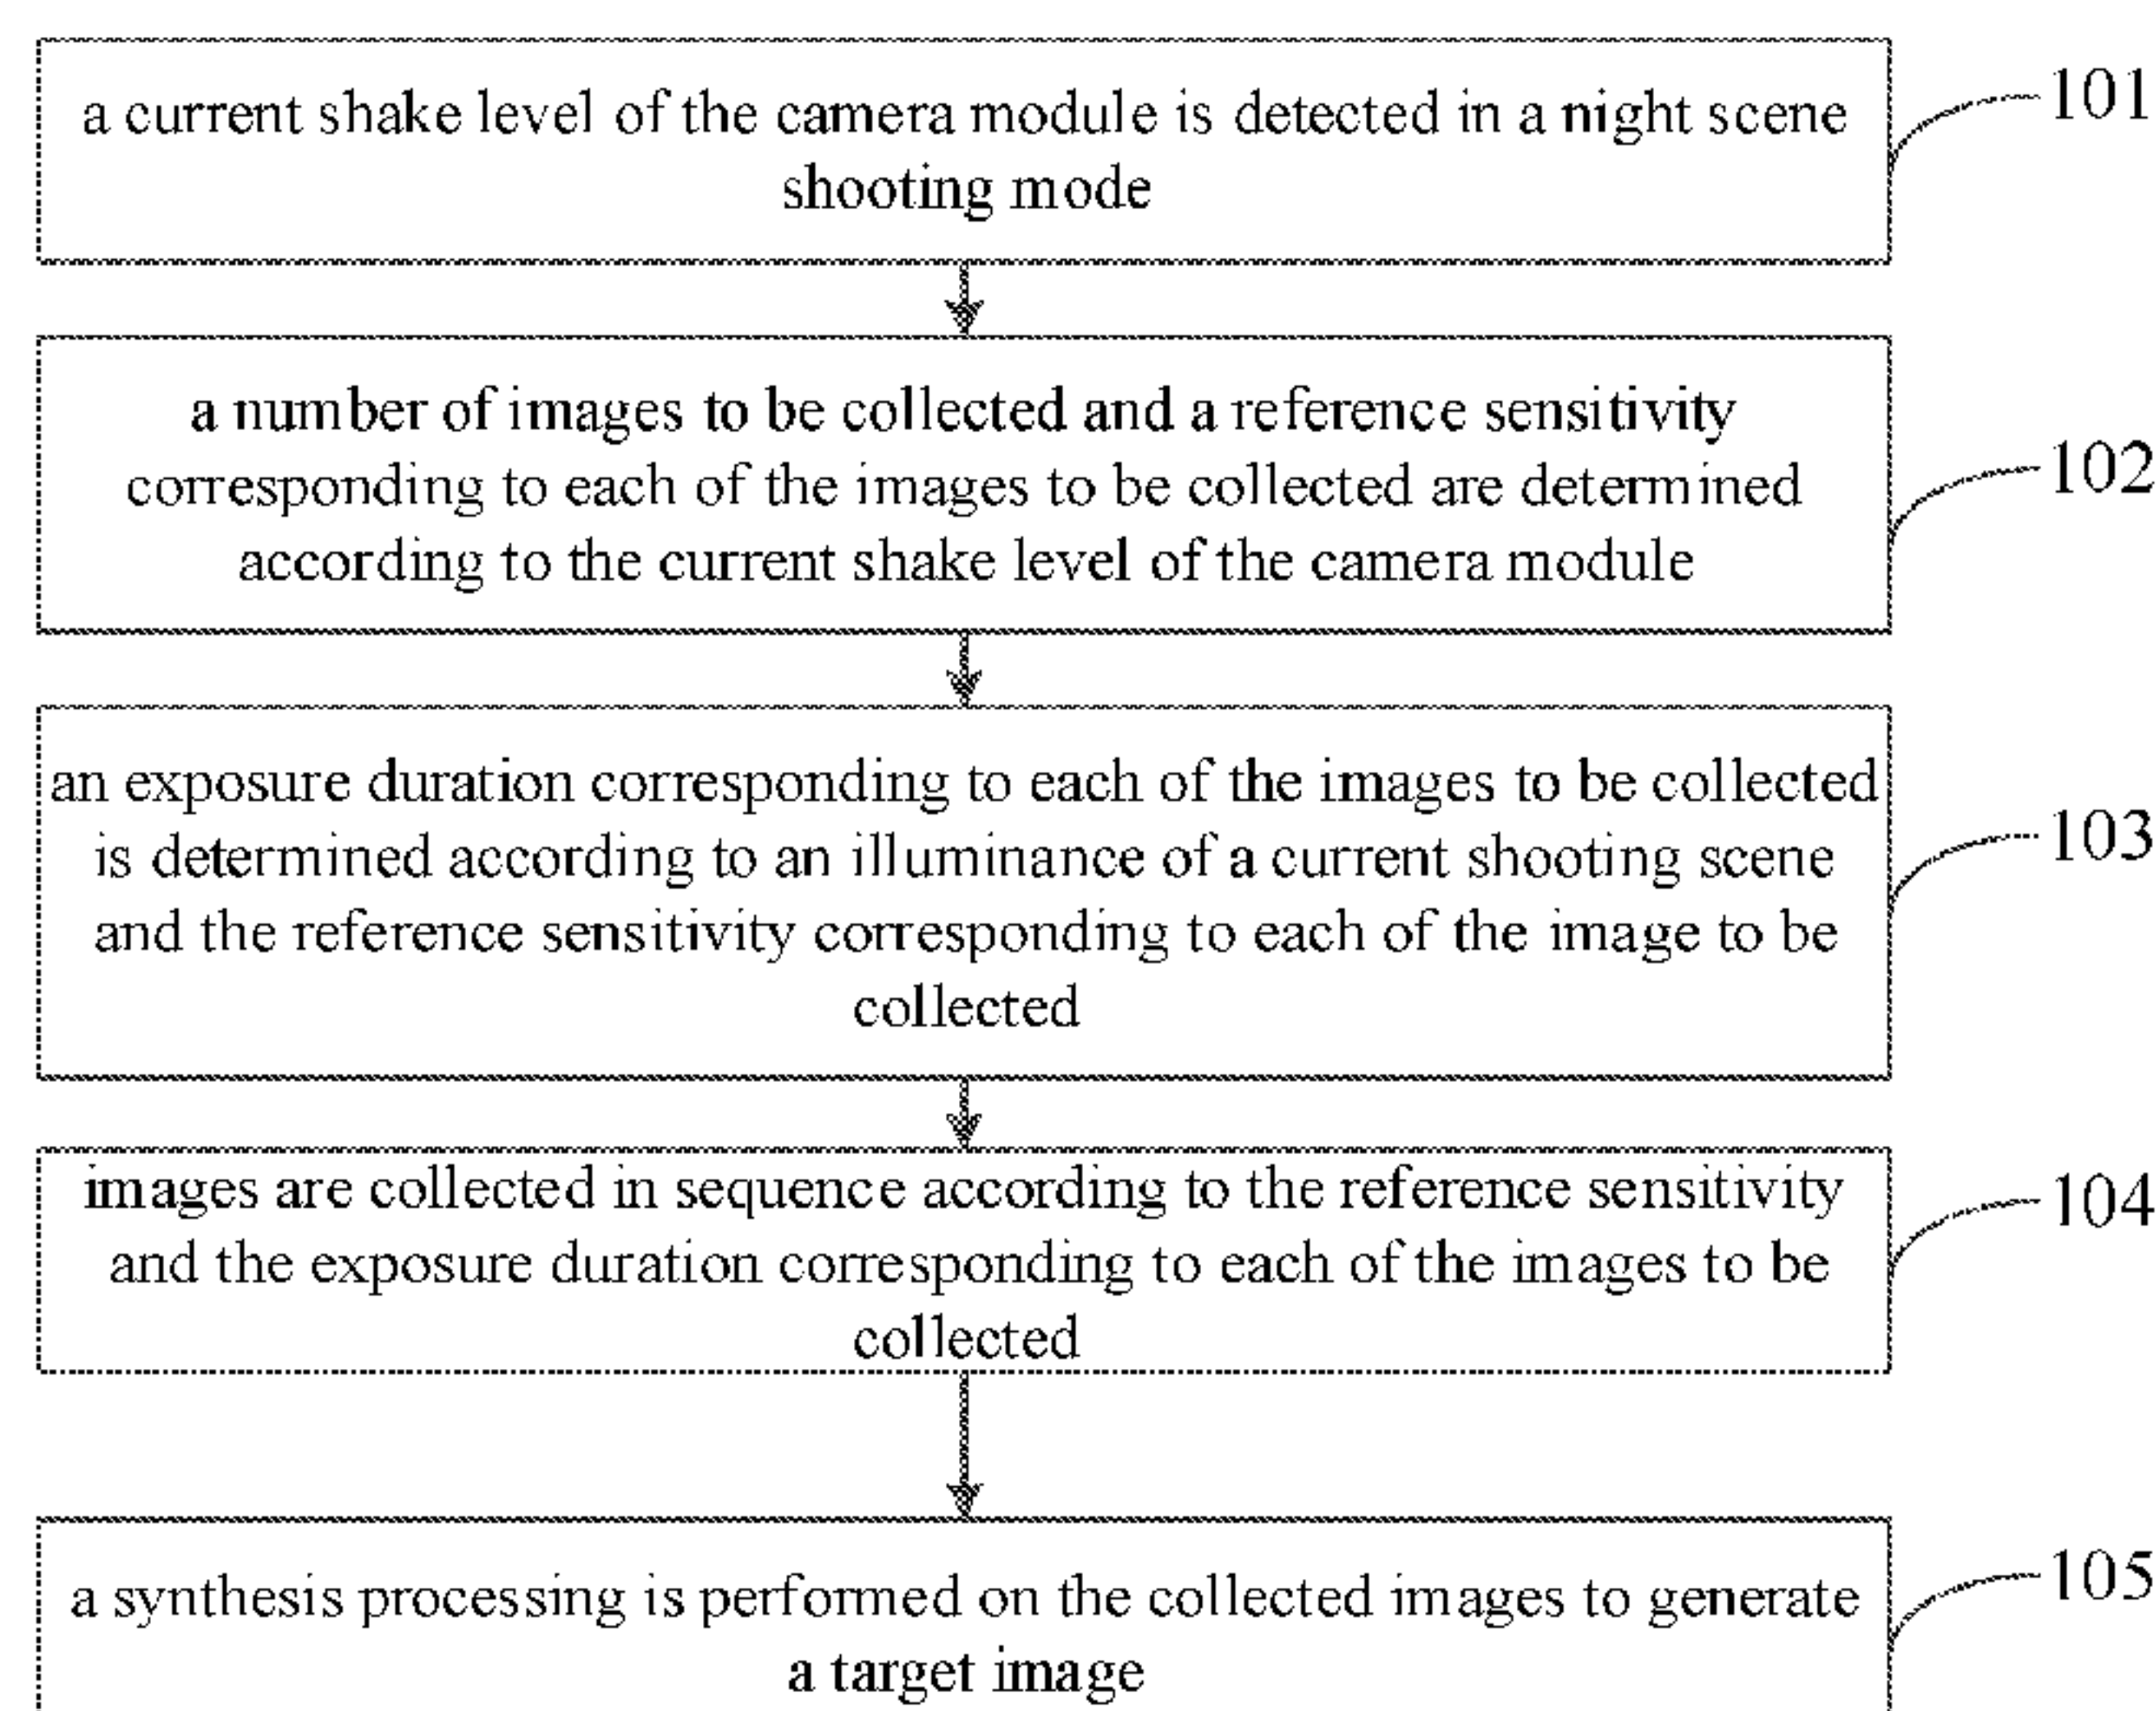 a current shake level of the camera module is detected in a night scene
shooting mode
101
a number of images to be collected and a reference sensitivity
corresponding to each of the images to be collected are determined
according to the current shake level of the camera module
102
an exposure duration corresponding to each of the images to be collected
is determined according to an illuminance of a current shooting scene
and the reference sensitivity corresponding to each of the image to be
collected
103
images are collected in sequence according to the reference sensitivity
and the exposure duration corresponding to each of the images to be
collected
104
a synthesis processing is performed on the collected images to generate
a target image
105